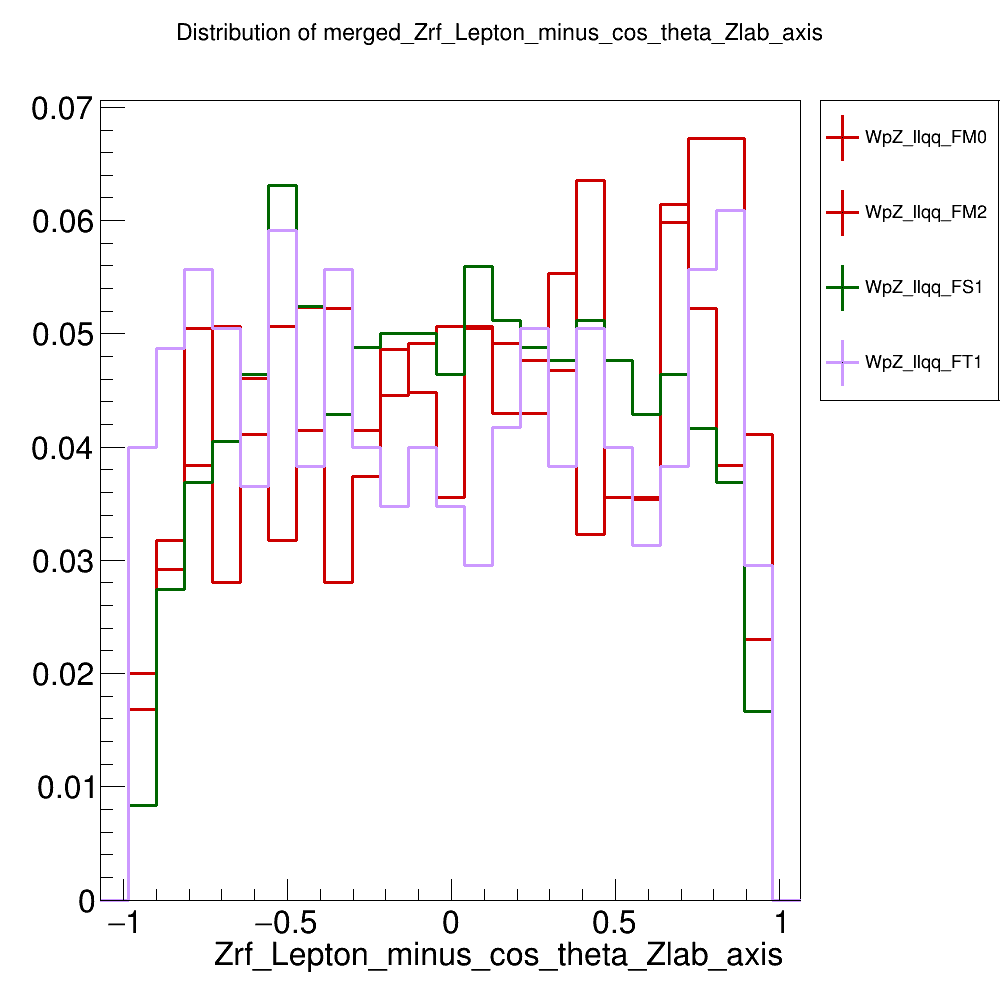 Distribution of merged_Zrf_Lepton_minus_cos_theta_Zlab_axis
0.07
0.06
0.05
0.04
0.03
0.02
0.01
0
−1
−0.5
0
0.5
1
Zrf_Lepton_minus_cos_theta_Zlab_axis
WpZ_llqq_FM0
WpZ_llqq_FM2
WpZ_llqq_FS1
WpZ_llqq_FT1